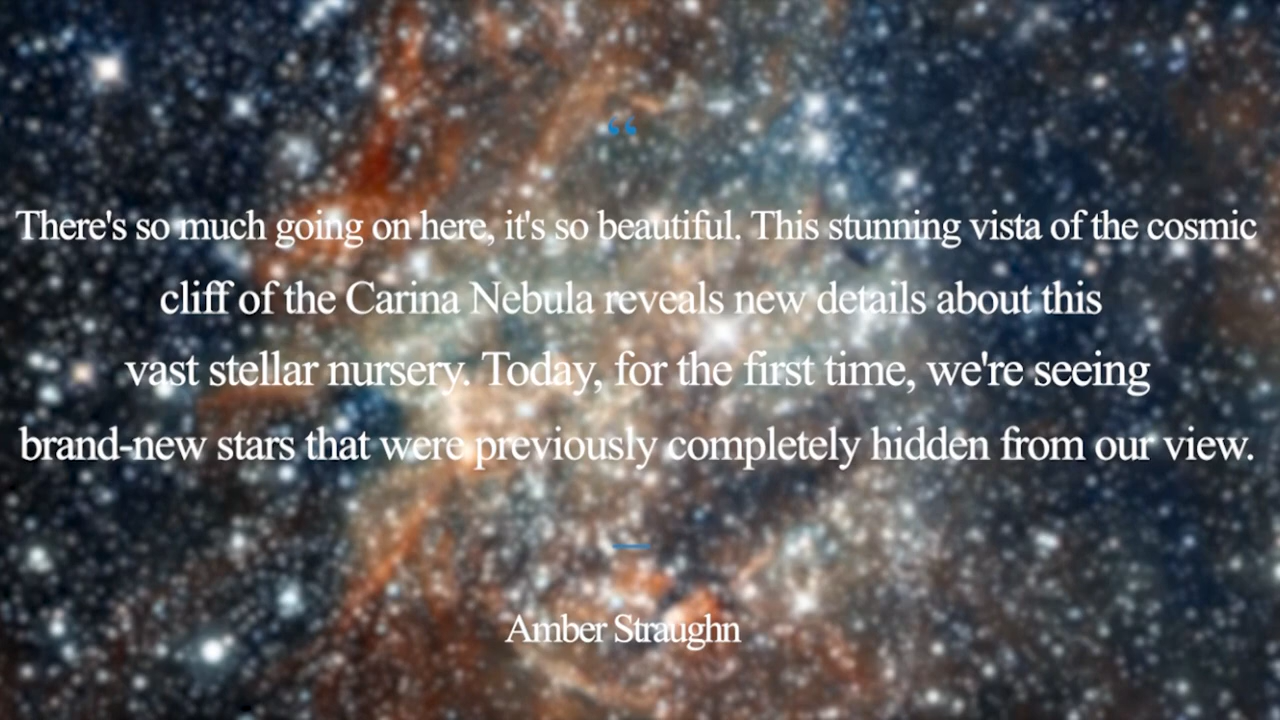 “
There's so much going on here, it's so beautiful. This stunning vista of the cosmic
cliff of the Carina Nebula reveals new details about this
vast stellar nursery. Today, for the first time, we're seeing
brand-new stars that were previously completely hidden from our view.
—
Amber Straughn